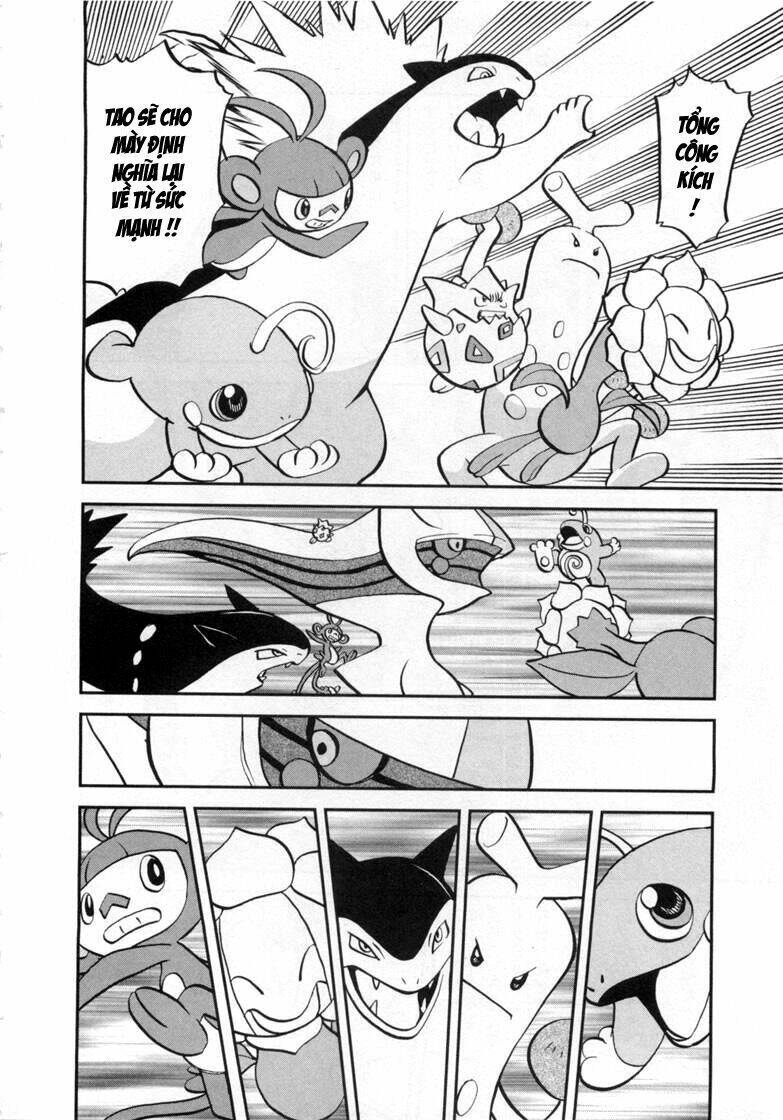 TỔNG
CÔNG
KÍCH
!
TAO SẼ CHO
MÀY ĐỊNH
NGHĨA LẠI
VỀ TỪ SỨC
MẠNH !!